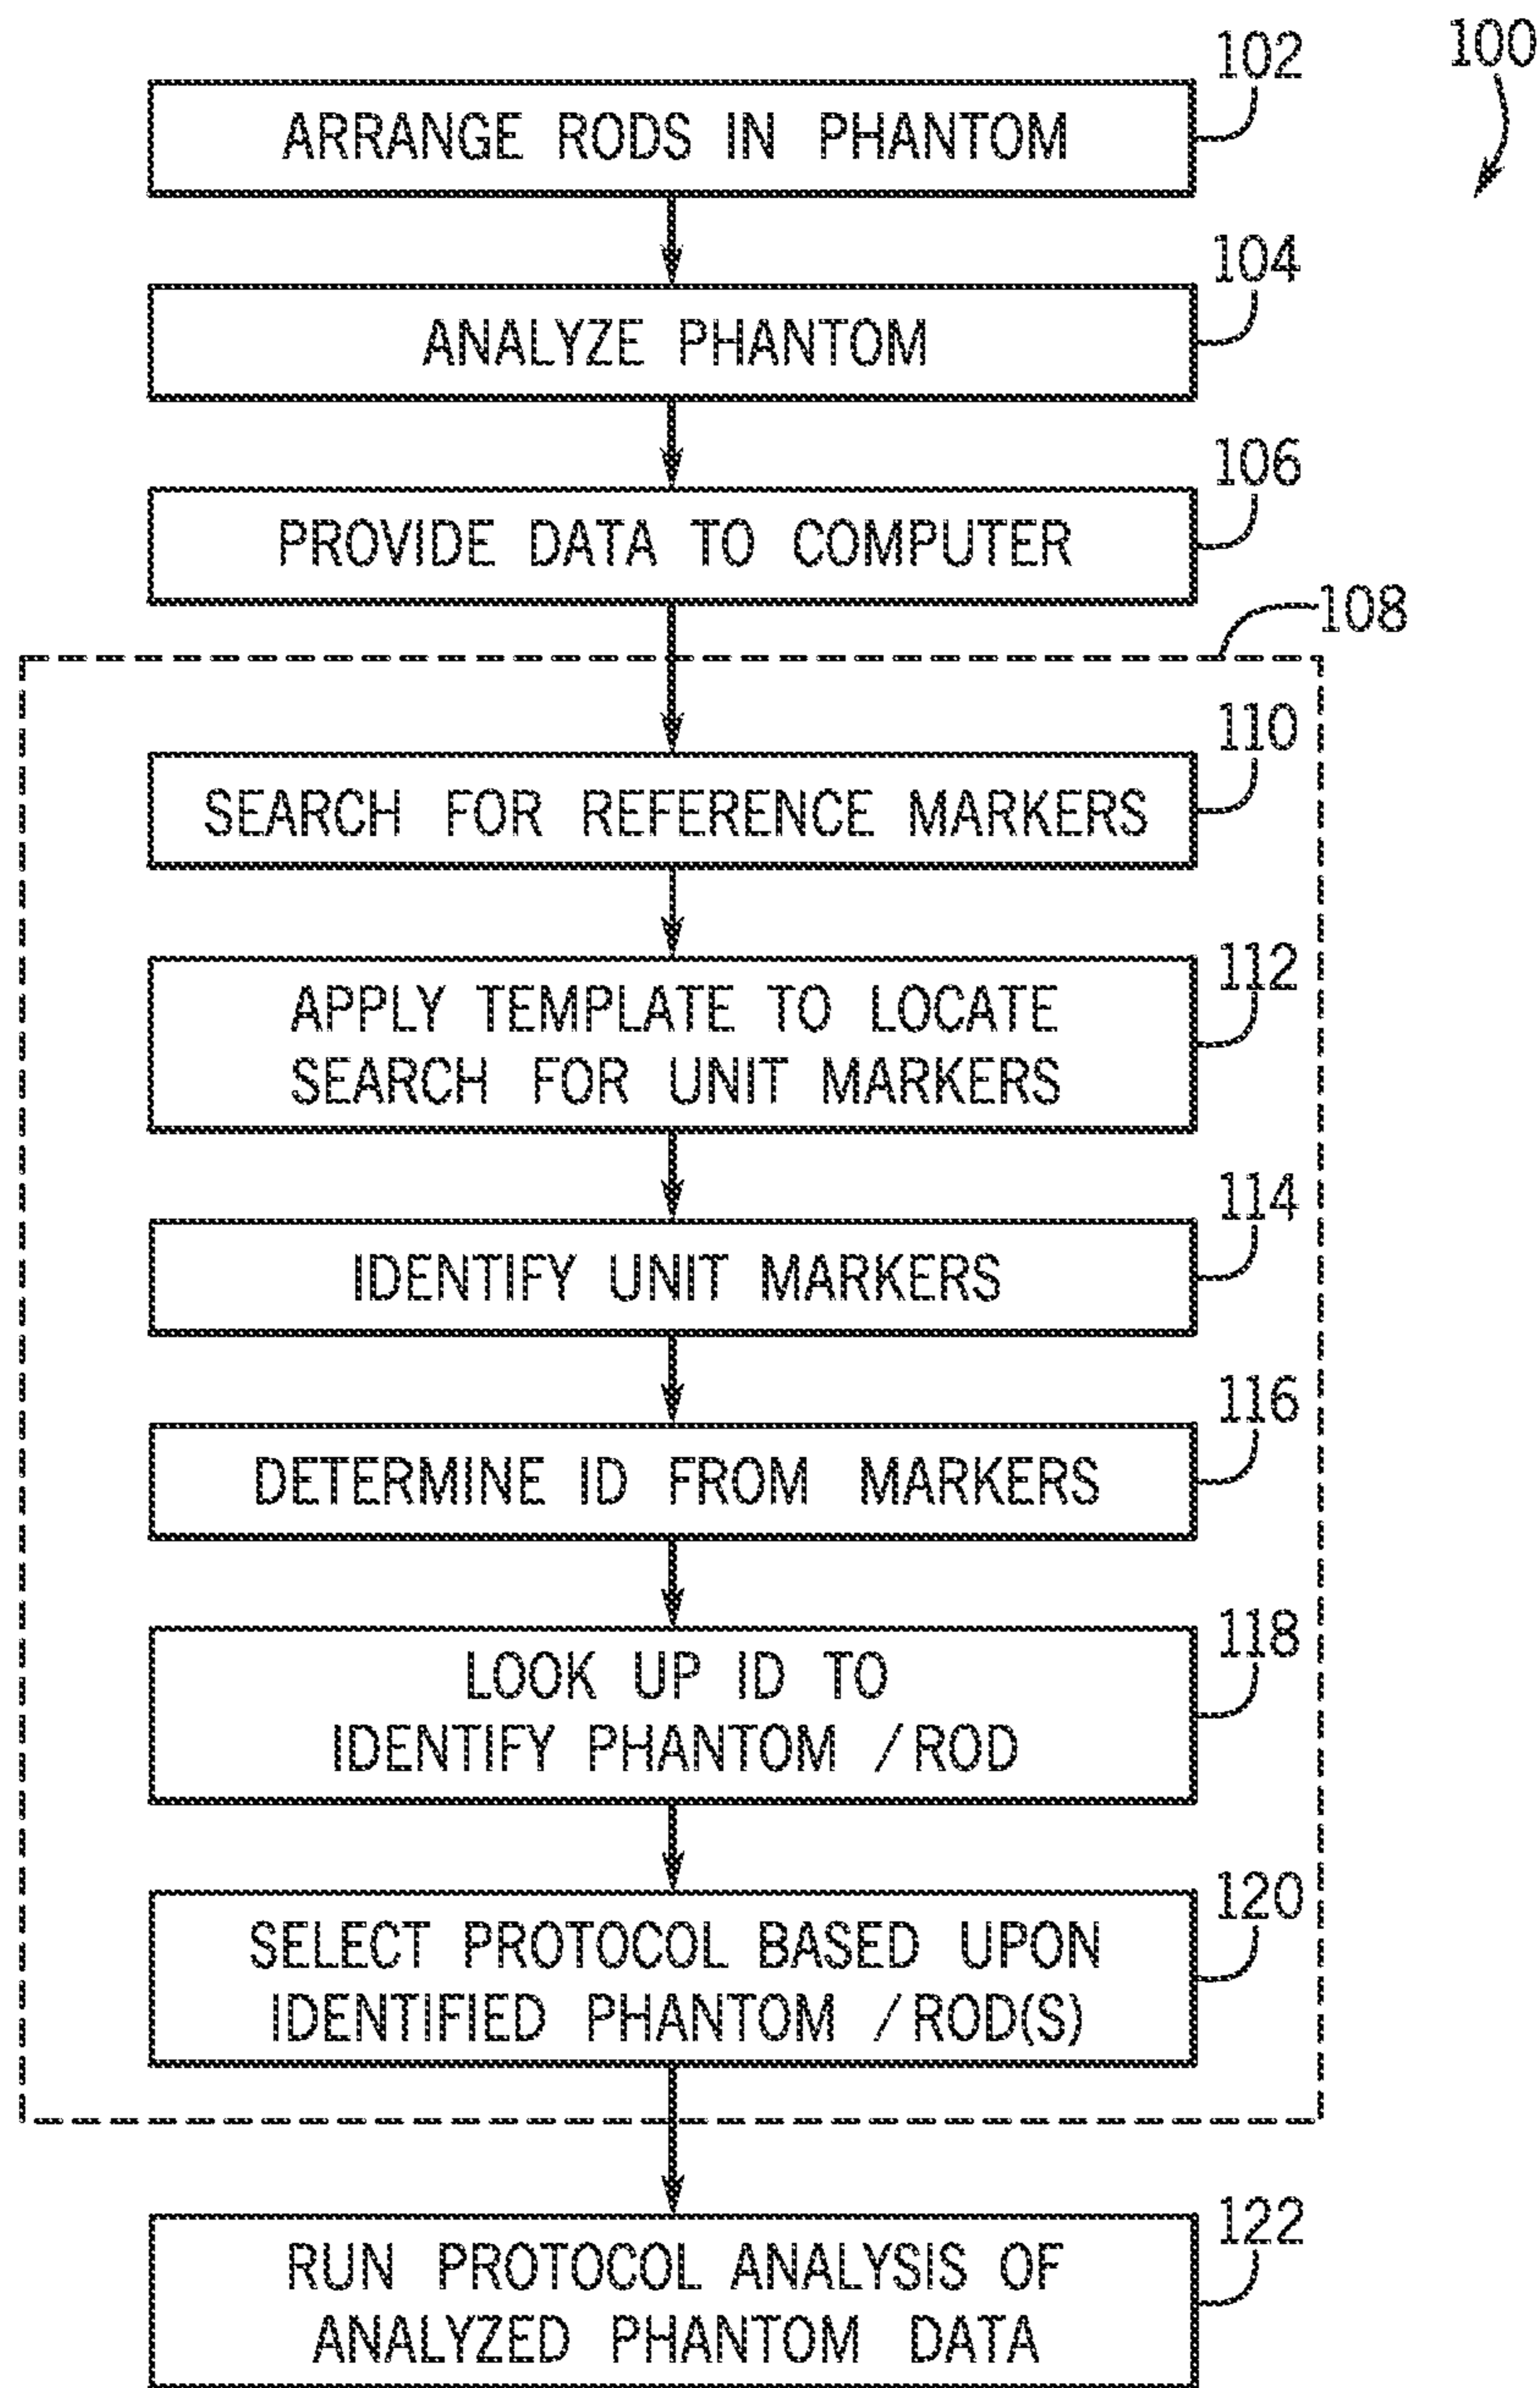 100
102
ARRANGE RODS IN PHANTOM
104
ANALYZE PHANTOM
106
PROVIDE DATA TO COMPUTER
108
110
SEARCH FOR REFERENCE MARKERS
112
APPLY TEMPLATE TO LOCATE
SEARCH FOR UNIT MARKERS
114
IDENTIFY UNIT MARKERS
116
DETERMINE ID FROM MARKERS
118
LOOK UP ID TO
IDENTIFY PHANTOM /ROD
120
SELECT PROTOCOL BASED UPON
IDENTIFIED PHANTOM /ROD(S)
122
RUN PROTOCOL ANALYSIS OF
ANALYZED PHANTOM DATA